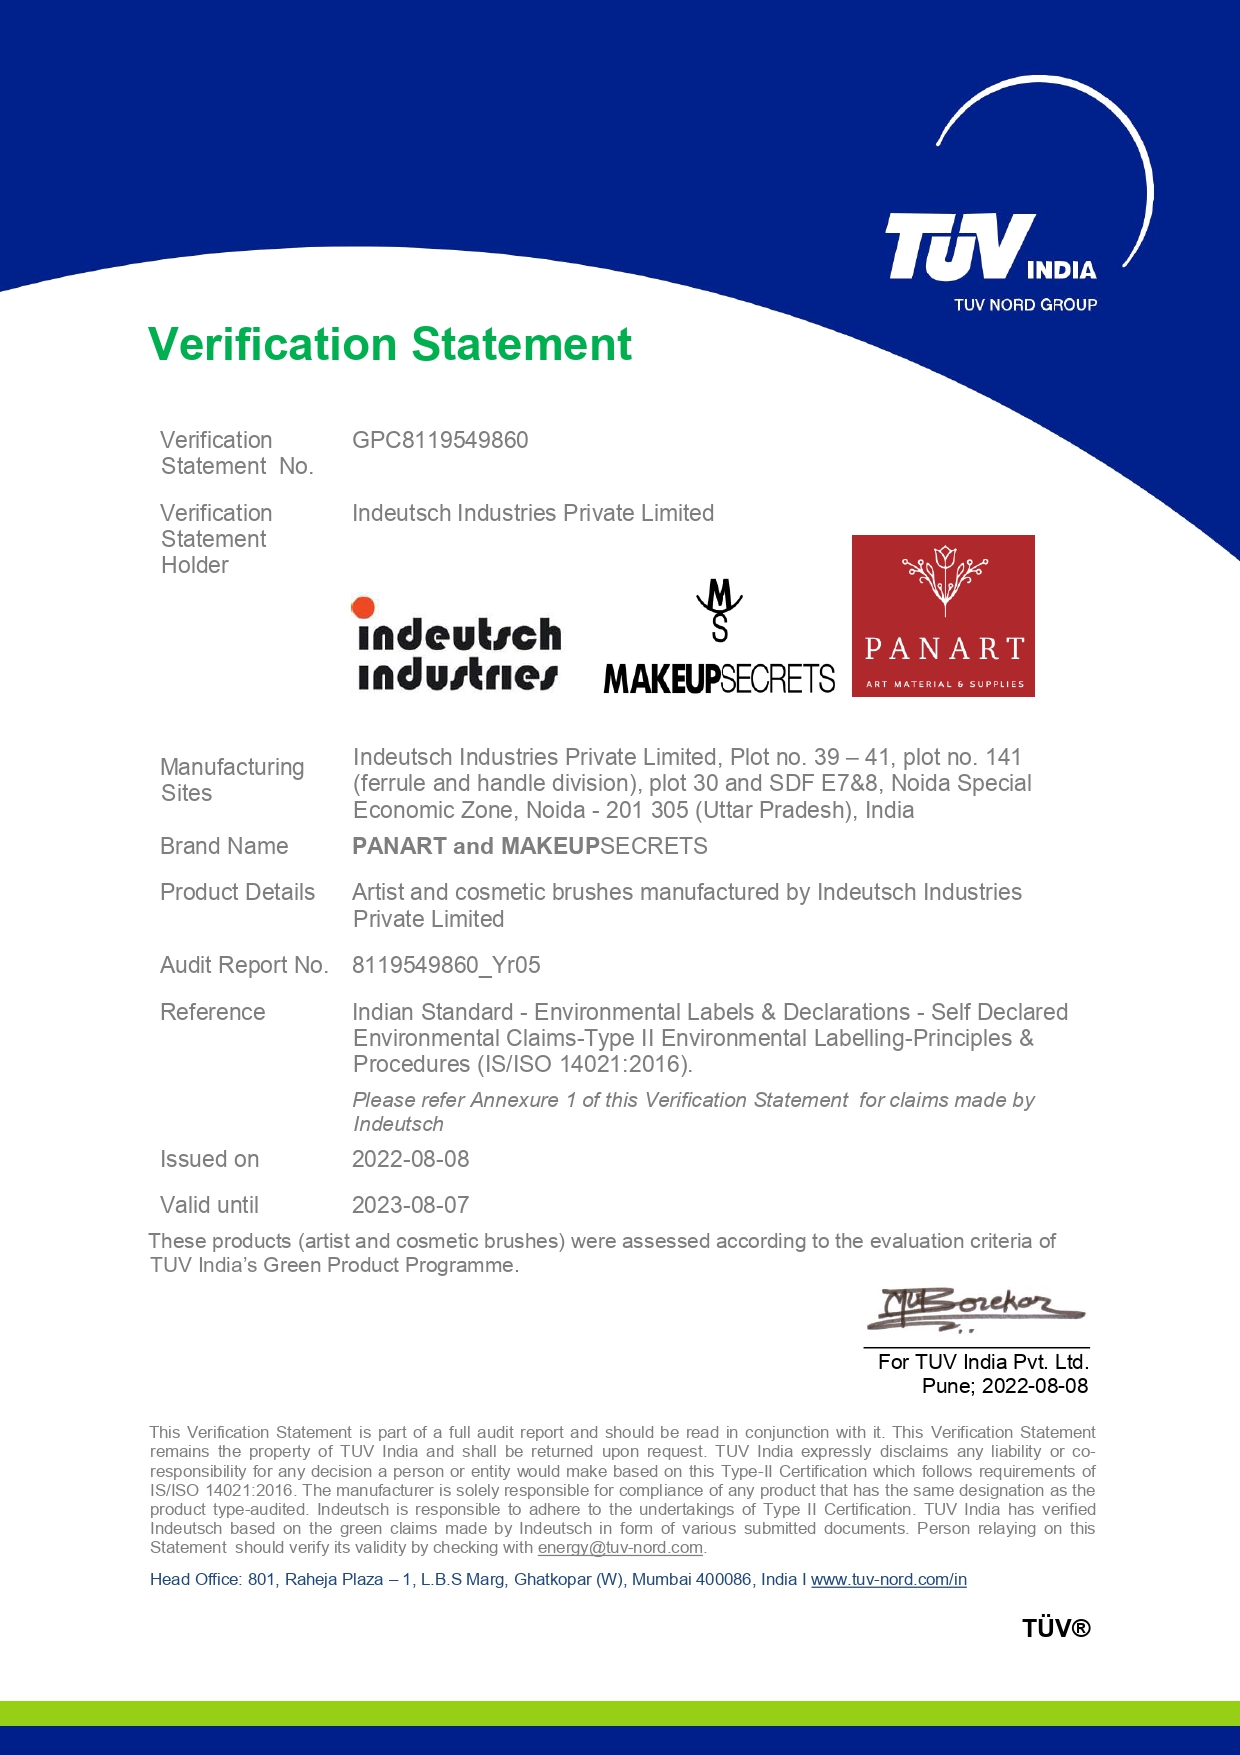 TÜV INDIA
TUV NORD GROUP
Verification Statement
Verification
Statement No.
GPC8119549860
Verification
Statement
Holder
Indeutsch Industries Private Limited
indeutsch
industries
M
S
MAKEUPSECRETS
PANART
ART MATERIAL & SUPPLIES
Manufacturing
Sites
Indeutsch Industries Private Limited, Plot no. 39 – 41, plot no. 141
(ferrule and handle division), plot 30 and SDF E7&8, Noida Special
Economic Zone, Noida - 201 305 (Uttar Pradesh), India
Brand Name
PANART and MAKEUPSECRETS
Product Details
Artist and cosmetic brushes manufactured by Indeutsch Industries
Private Limited
Audit Report No.
8119549860_Yr05
Reference
Indian Standard - Environmental Labels & Declarations - Self Declared
Environmental Claims-Type II Environmental Labelling-Principles &
Procedures (IS/ISO 14021:2016).
Please refer Annexure 1 of this Verification Statement for claims made by
Indeutsch
Issued on
2022-08-08
Valid until
2023-08-07
These products (artist and cosmetic brushes) were assessed according to the evaluation criteria of
TUV India's Green Product Programme.
For TUV India Pvt. Ltd.
Pune; 2022-08-08
This Verification Statement is part of a full audit report and should be read in conjunction with it. This Verification Statement
remains the property of TUV India and shall be returned upon request. TUV India expressly disclaims any liability or co-
responsibility for any decision a person or entity would make based on this Type-II Certification which follows requirements of
IS/ISO 14021:2016. The manufacturer is solely responsible for compliance of any product that has the same designation as the
product type-audited. Indeutsch is responsible to adhere to the undertakings of Type II Certification. TUV India has verified
Indeutsch based on the green claims made by Indeutsch in form of various submitted documents. Person relaying on this
Statement should verify its validity by checking with energy@tuv-nord.com.
Head Office: 801, Raheja Plaza – 1, L.B.S Marg, Ghatkopar (W), Mumbai 400086, India I www.tuv-nord.com/in
TÜV®